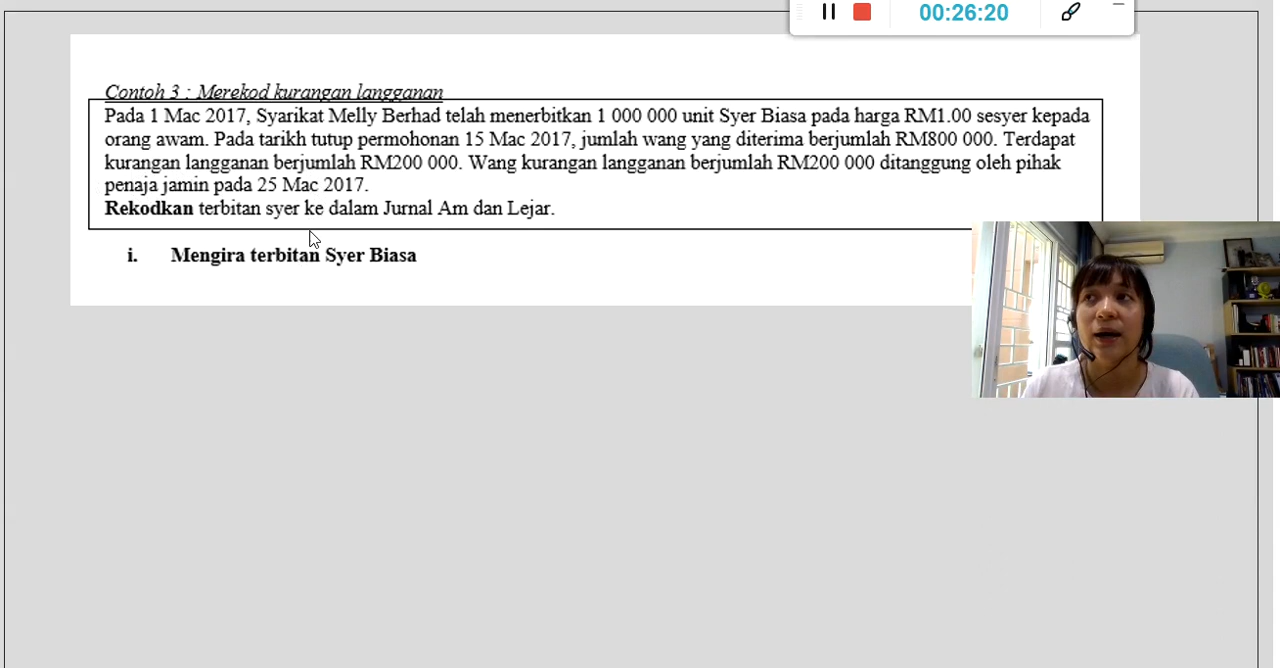 00:26:20
Contoh 3 : Merekod kurangan langganan
Pada 1 Mac 2017, Syarikat Melly Berhad telah menerbitkan 1 000 000 unit Syer Biasa pada harga RM1.00 sesyer kepada
orang awam. Pada tarikh tutup permohonan 15 Mac 2017, jumlah wang yang diterima berjumlah RM800 000. Terdapat
kurangan langganan berjumlah RM200 000. Wang kurangan langganan berjumlah RM200 000 ditanggung oleh pihak
penaja jamin pada 25 Mac 2017.
Rekodkan terbitan syer ke dalam Jurnal Am dan Lejar.
i. Mengira terbitan Syer Biasa